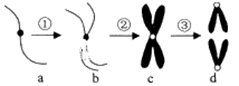 ① ② ③
a b c d